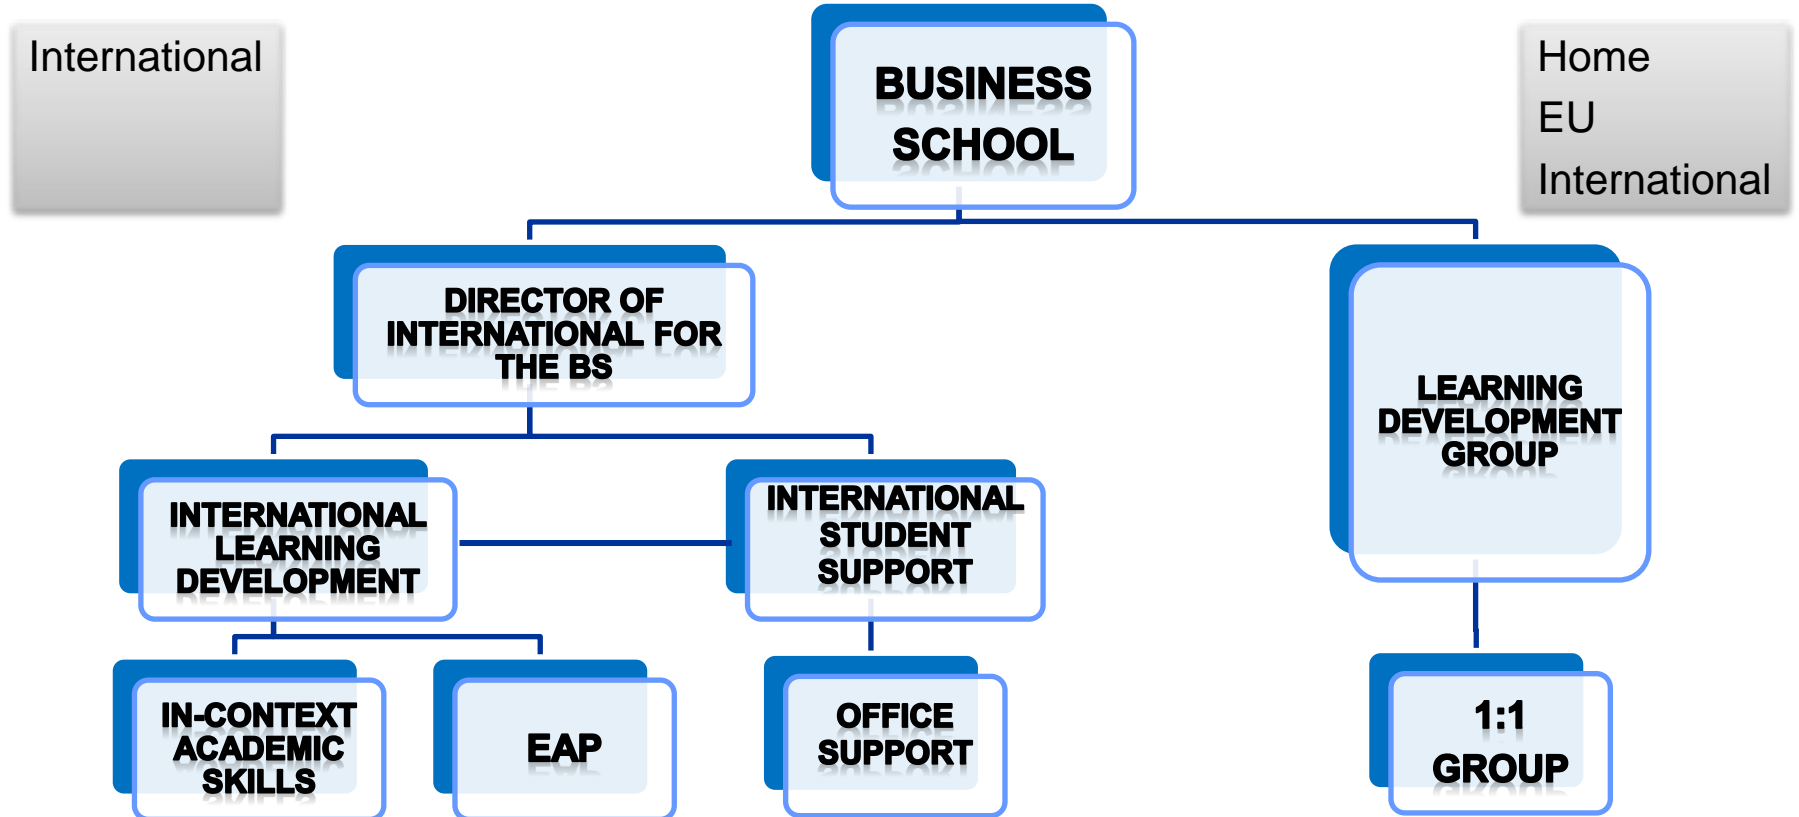 International
BUSINESS
SCHOOL
Home
EU
International
DIRECTOR OF
INTERNATIONAL FOR
THE BS
LEARNING
DEVELOPMENT
GROUP
INTERNATIONAL
LEARNING
DEVELOPMENT
INTERNATIONAL
STUDENT
SUPPORT
IN-CONTEXT
ACADEMIC
SKILLS
EAP
OFFICE
SUPPORT
1:1
GROUP